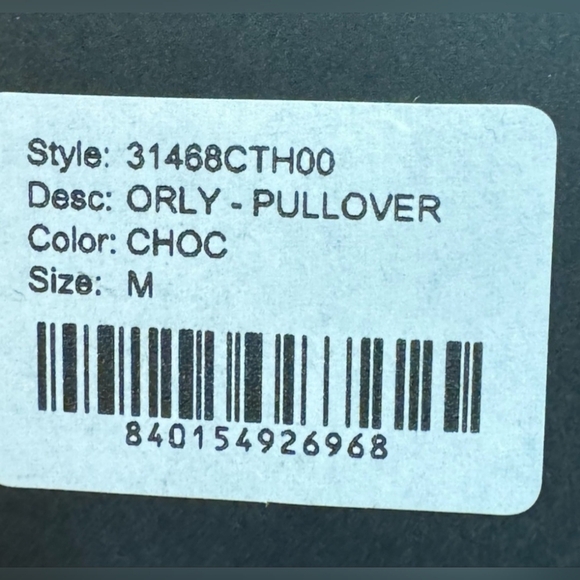 Style: 31468CTH00
Desc: ORLY - PULLOVER
Color: CHOC
Size: M
840154926968